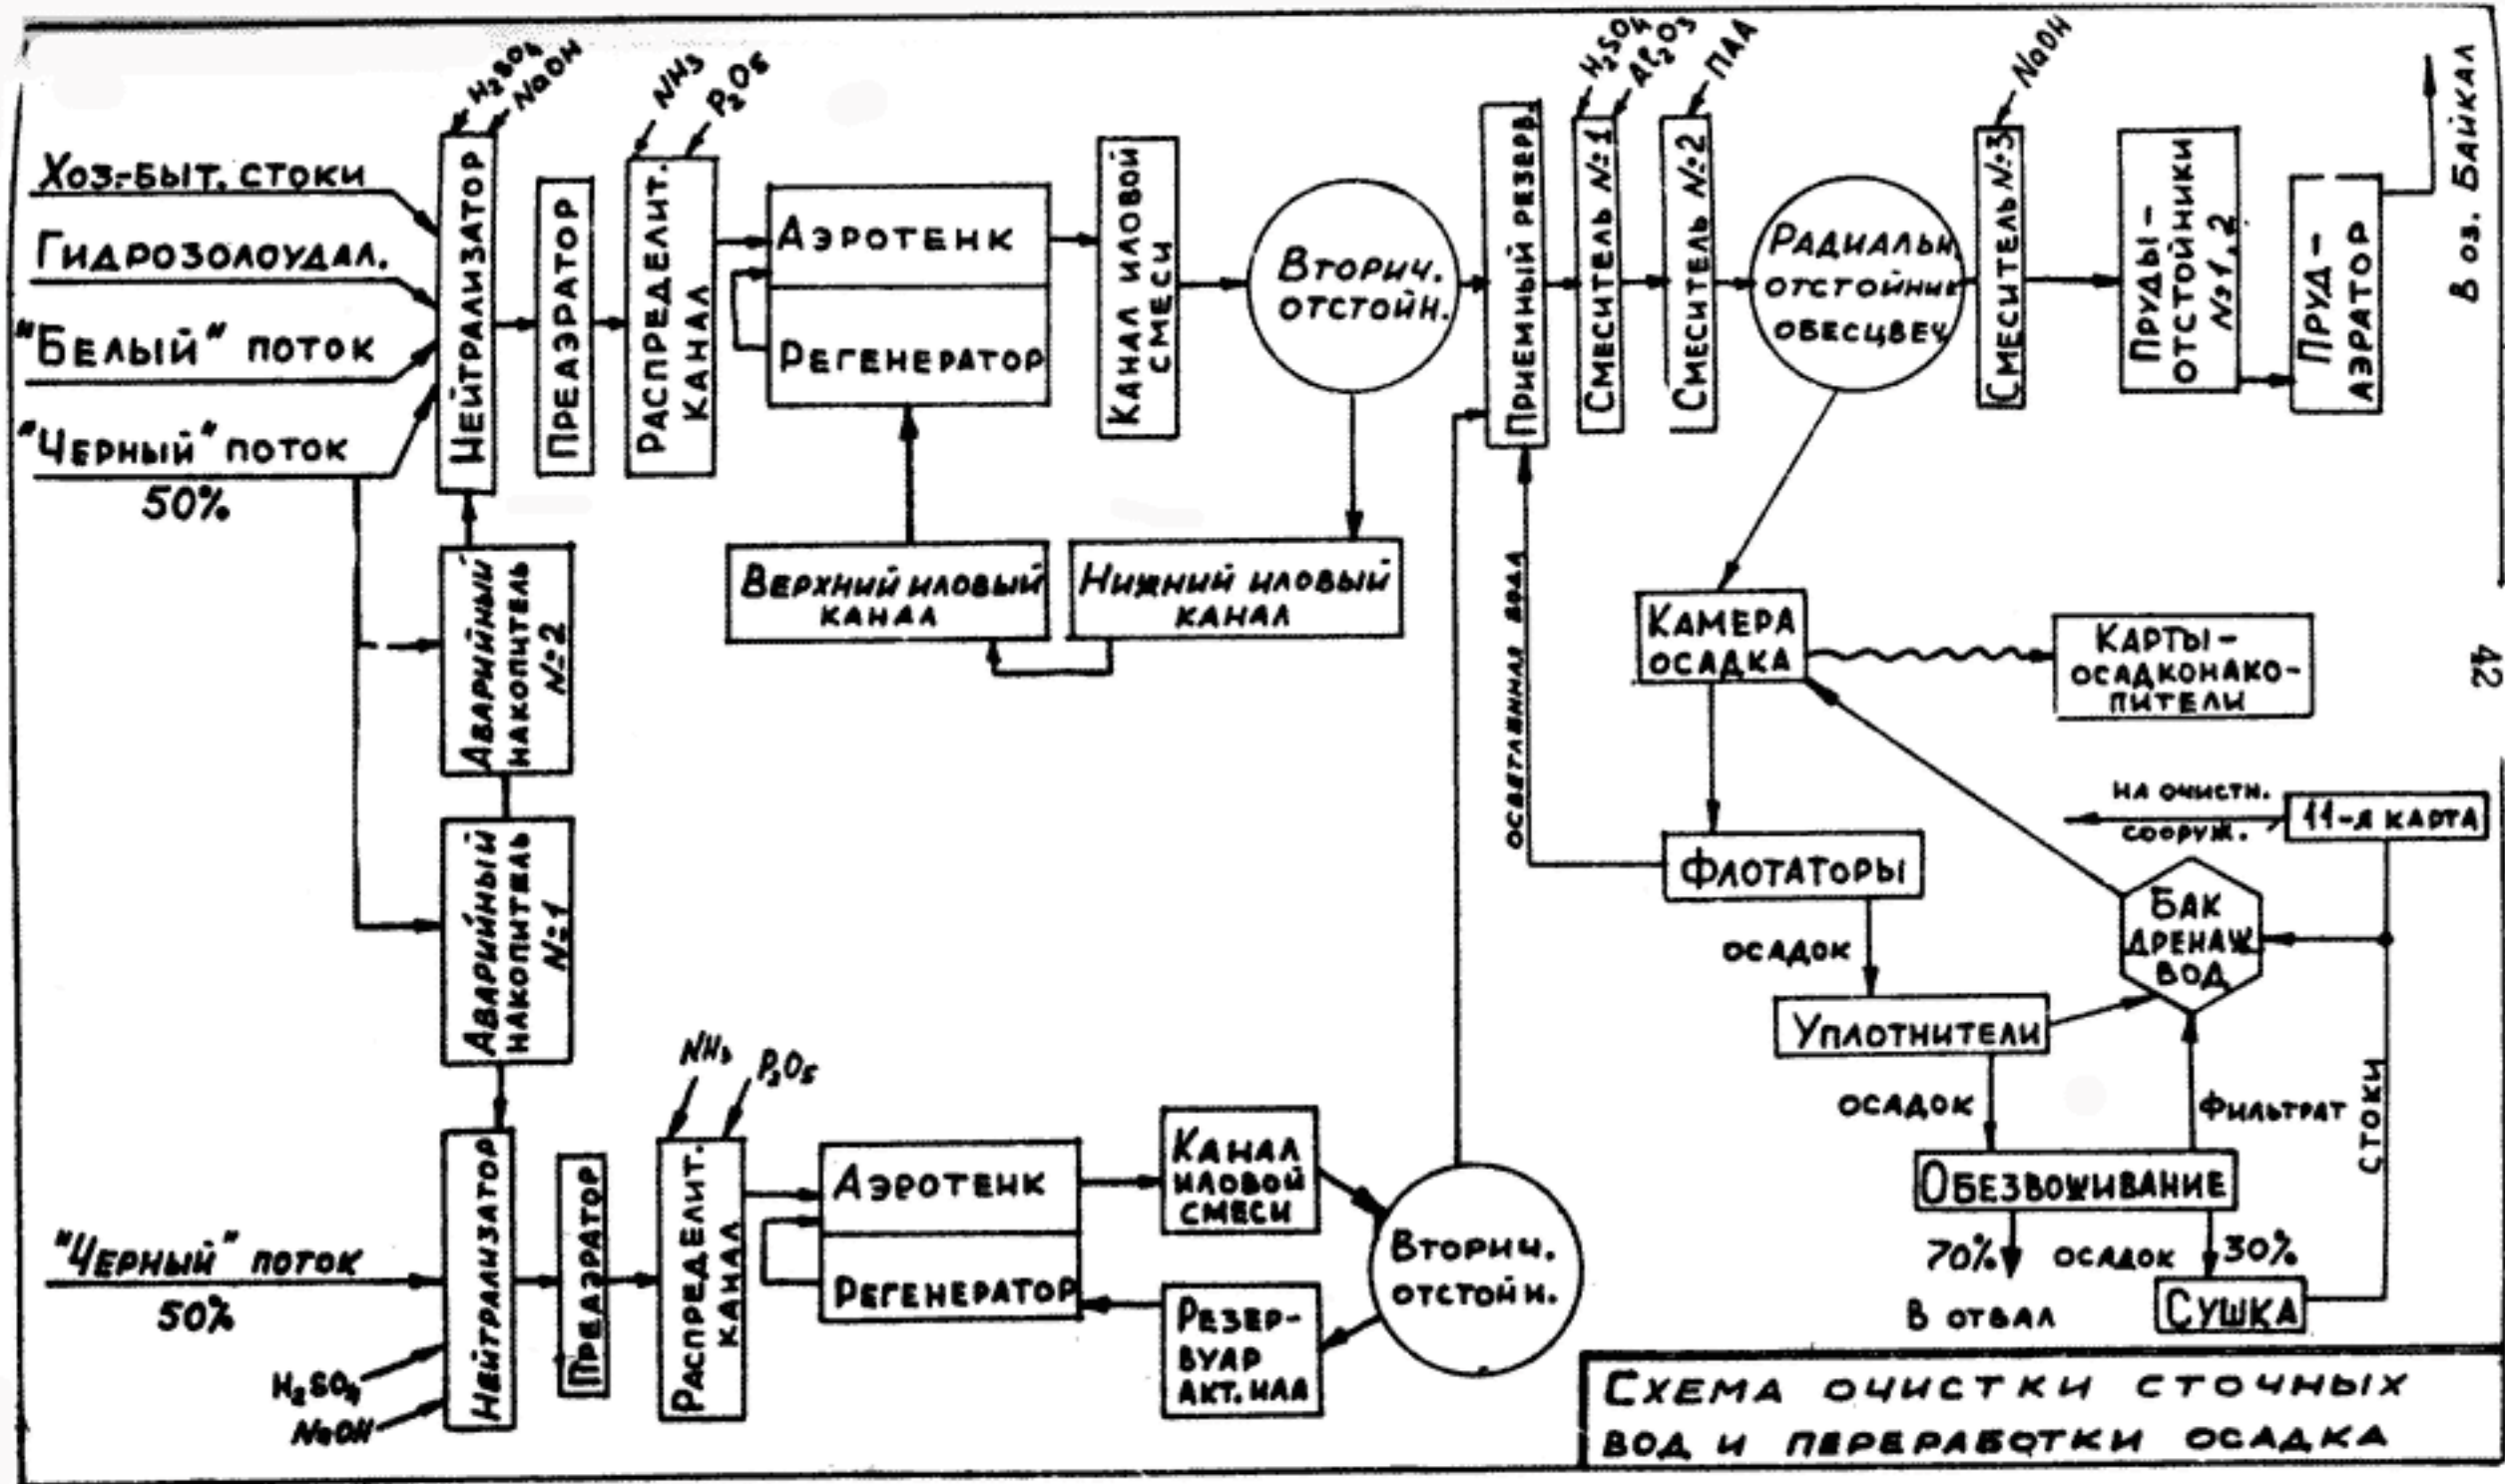 H₂SO₄
NaOH
Хоз-быт. стоки
Гидрозолоудал.
"Белый" поток
"Черный" поток
50%
Нейтрализатор
Преаэратор
NH₃
P₂O₅
Распределит.
канал
Аэротенк
Регенератор
Канал иловой
смеси
Вторич.
отстойн.
Верхний иловый
канал
Нижний иловый
канал
Приемный резерв.
H₂SO₄
Al₂O₃
Смеситель №1
ПАА
Смеситель №2
Радиальн.
отстойник
обесцвеч.
NaOH
Смеситель №3
Пруды-
отстойники
№1,2
Пруд-
аэратор
В оз. Байкал
42
Аварийный
накопитель
№2
Аварийный
накопитель
№1
осветленная вода
Камера
осадка
Карты-
осадконако-
пители
на очистн.
сооруж.
11-я карта
Флотаторы
осадок
Бак
дренаж
вод
Уплотнители
осадок
Фильтрат
стоки
Обезвоживание
70% осадок 30%
В отвал
Сушка
"Черный" поток
50%
H₂SO₄
NaOH
Нейтрализатор
Преаэратор
NH₃
P₂O₅
Распределит.
канал
Аэротенк
Регенератор
Канал
иловой
смеси
Вторич.
отстойн.
Резер-
вуар
акт.ила
Схема очистки сточных
вод и переработки осадка